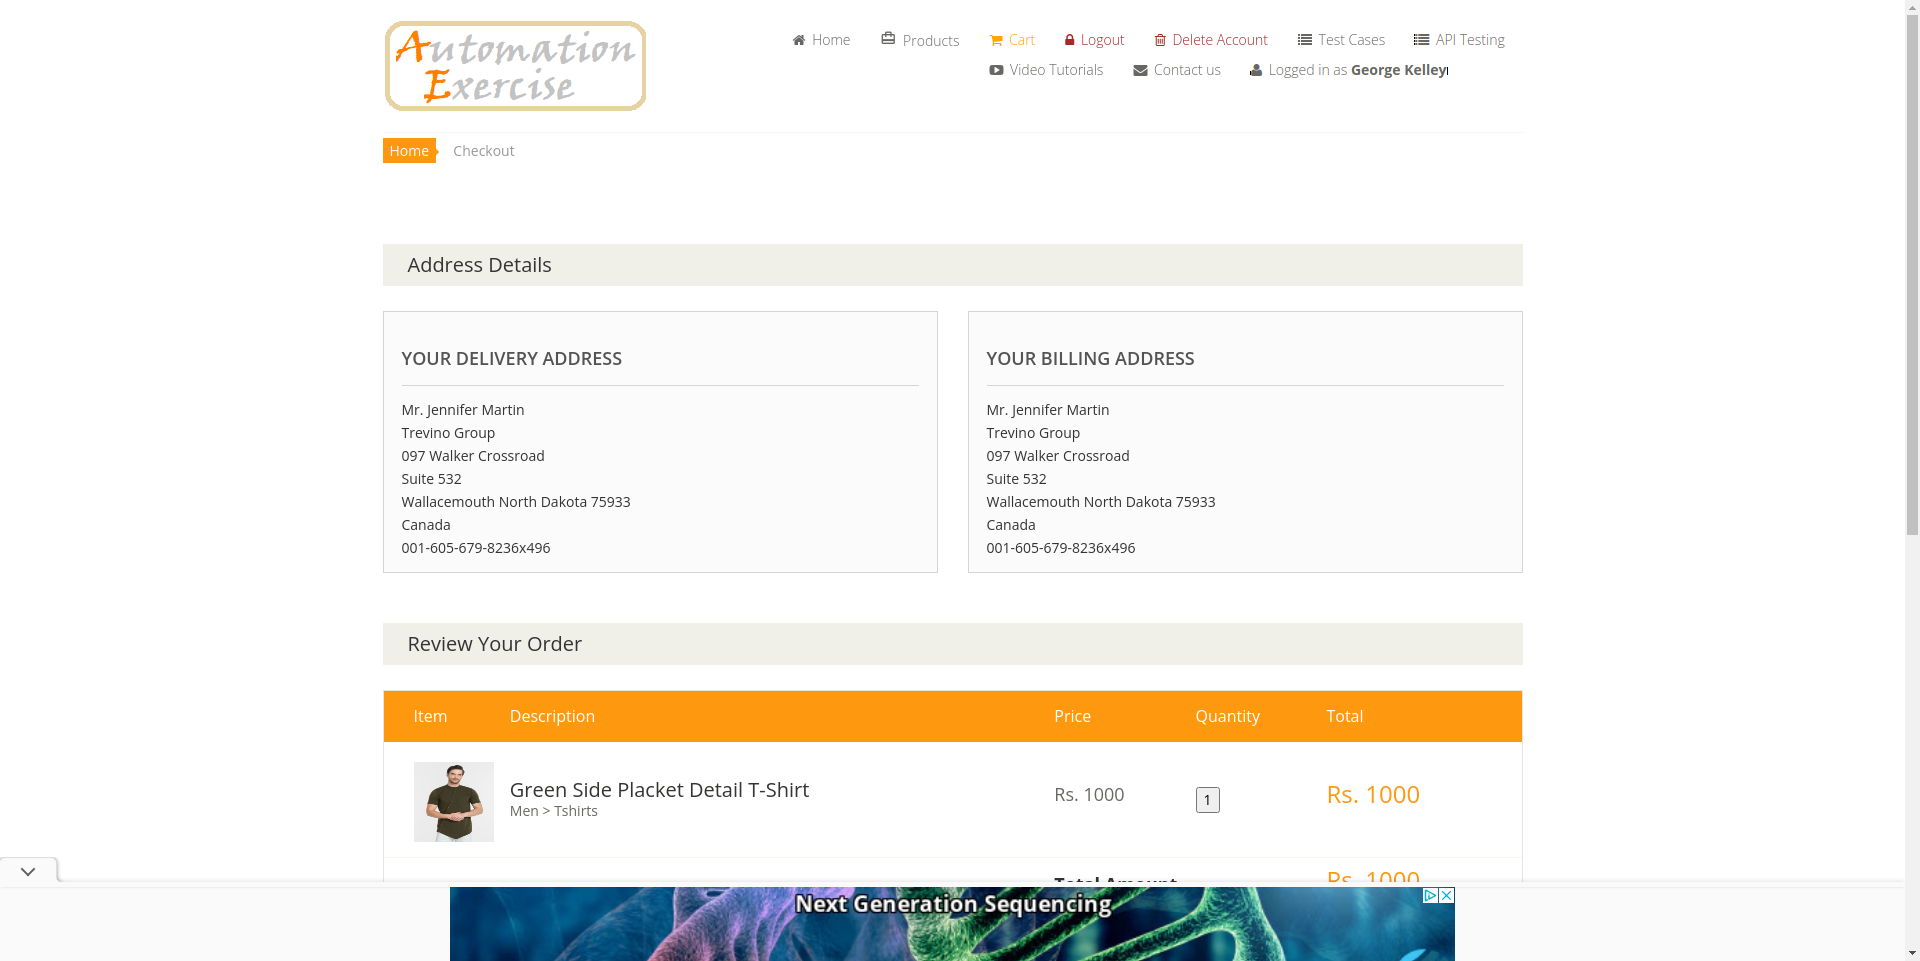 Automation
Exercise
Home
Products
Cart
Logout
Delete Account
Test Cases
API Testing
Video Tutorials
Contact us
Logged in as George Kelley
Home
Checkout
Address Details
YOUR DELIVERY ADDRESS
Mr. Jennifer Martin
Trevino Group
097 Walker Crossroad
Suite 532
Wallacemouth North Dakota 75933
Canada
001-605-679-8236x496
YOUR BILLING ADDRESS
Mr. Jennifer Martin
Trevino Group
097 Walker Crossroad
Suite 532
Wallacemouth North Dakota 75933
Canada
001-605-679-8236x496
Review Your Order
Item Description Price Quantity Total
Green Side Placket Detail T-Shirt
Men > Tshirts
Rs. 1000
1
Rs. 1000
Total Amount
Rs. 1000
Next Generation Sequencing